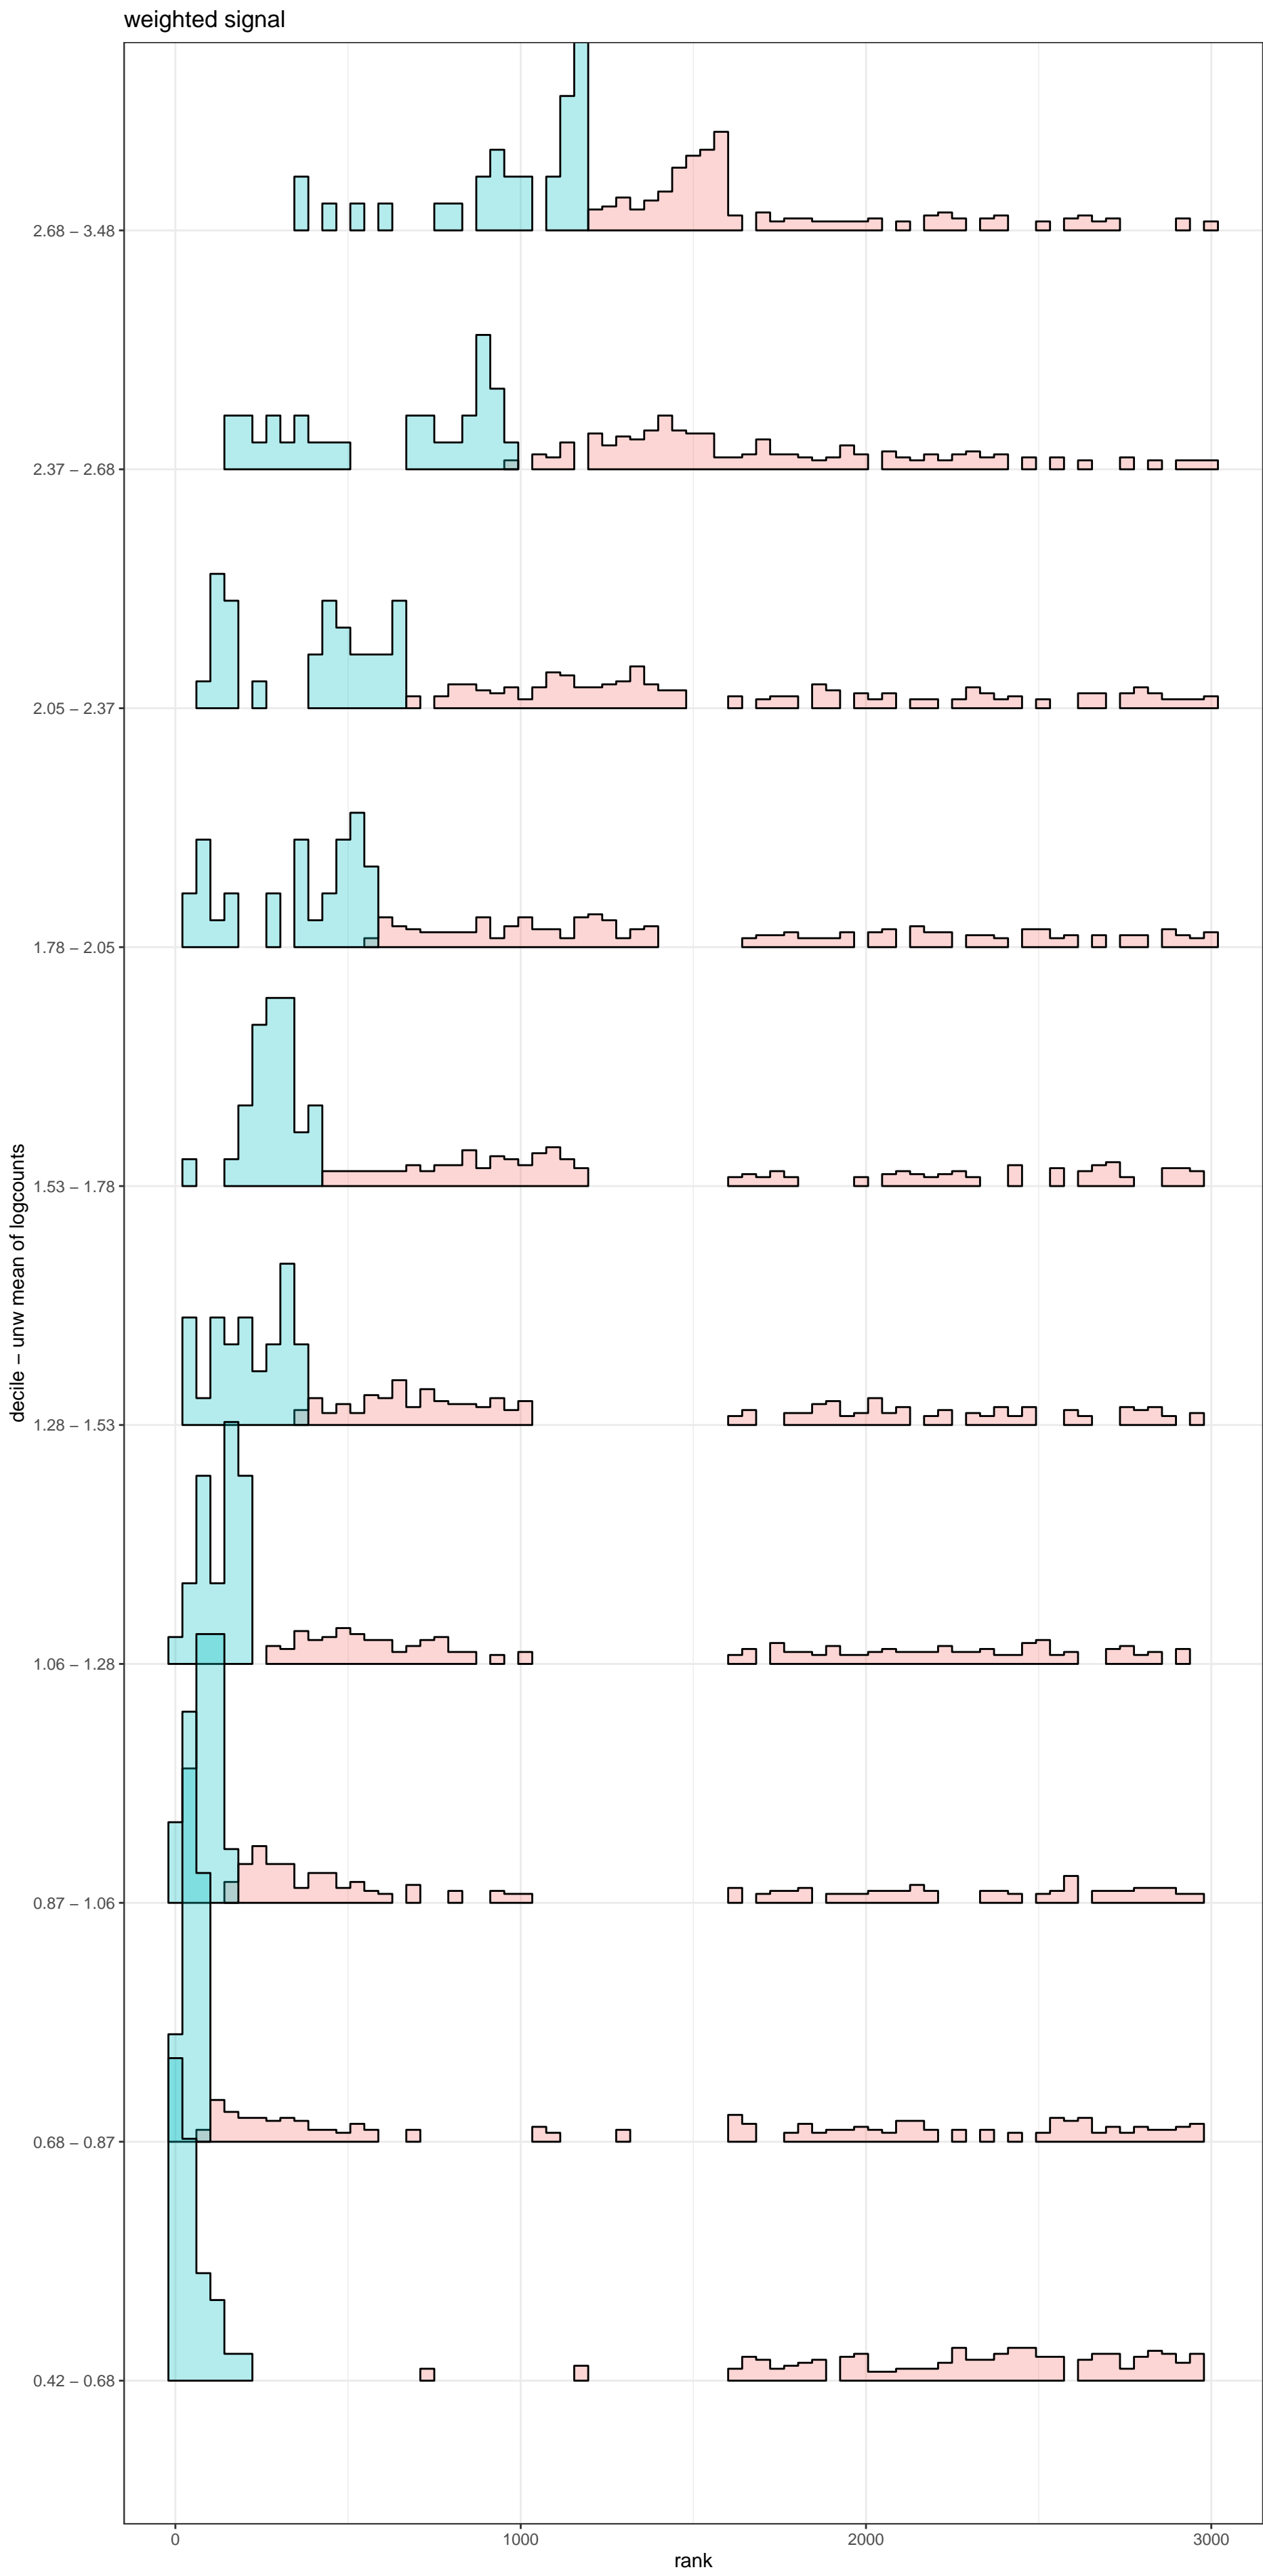 weighted signal
2.68 – 3.48
2.37 – 2.68
2.05 – 2.37
1.78 – 2.05
1.53 – 1.78
decile – unw mean of logcounts
1.28 – 1.53
1.06 – 1.28
0.87 – 1.06
0.68 – 0.87
0.42 – 0.68
0 1000 2000 3000
rank